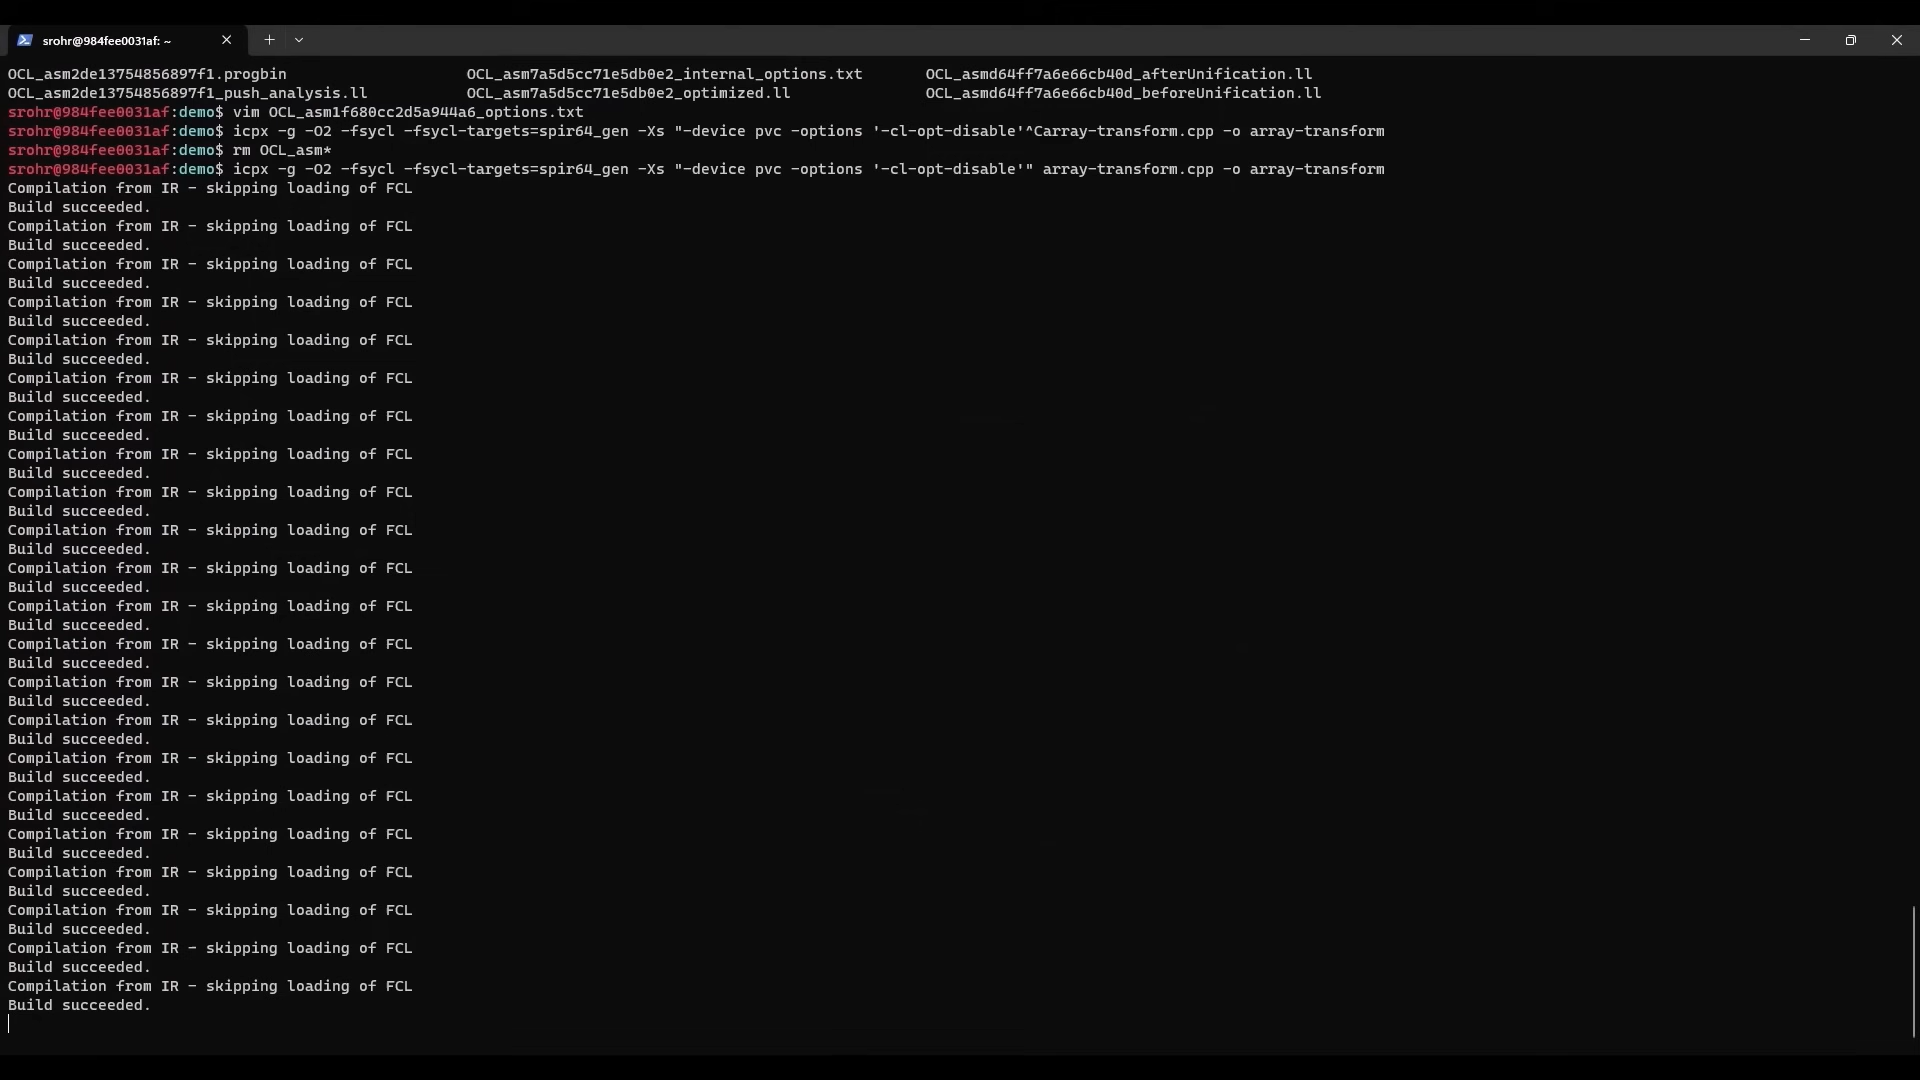 srohr@984fee0031af: ~
OCL_asm2de13754856897f1.progbin OCL_asm7a5d5cc71e5db0e2_internal_options.txt OCL_asmd64ff7a6e66cb40d_afterUnification.ll
OCL_asm2de13754856897f1_push_analysis.ll OCL_asm7a5d5cc71e5db0e2_optimized.ll OCL_asmd64ff7a6e66cb40d_beforeUnification.ll
srohr@984fee0031af:demo$ vim OCL_asm1f680cc2d5a944a6_options.txt
srohr@984fee0031af:demo$ icpx -g -O2 -fsycl -fsycl-targets=spir64_gen -Xs "-device pvc -options '-cl-opt-disable'^Carray-transform.cpp -o array-transform
srohr@984fee0031af:demo$ rm OCL_asm*
srohr@984fee0031af:demo$ icpx -g -O2 -fsycl -fsycl-targets=spir64_gen -Xs "-device pvc -options '-cl-opt-disable'" array-transform.cpp -o array-transform
Compilation from IR - skipping loading of FCL
Build succeeded.
Compilation from IR - skipping loading of FCL
Build succeeded.
Compilation from IR - skipping loading of FCL
Build succeeded.
Compilation from IR - skipping loading of FCL
Build succeeded.
Compilation from IR - skipping loading of FCL
Build succeeded.
Compilation from IR - skipping loading of FCL
Build succeeded.
Compilation from IR - skipping loading of FCL
Build succeeded.
Compilation from IR - skipping loading of FCL
Build succeeded.
Compilation from IR - skipping loading of FCL
Build succeeded.
Compilation from IR - skipping loading of FCL
Build succeeded.
Compilation from IR - skipping loading of FCL
Build succeeded.
Compilation from IR - skipping loading of FCL
Build succeeded.
Compilation from IR - skipping loading of FCL
Build succeeded.
Compilation from IR - skipping loading of FCL
Build succeeded.
Compilation from IR - skipping loading of FCL
Build succeeded.
Compilation from IR - skipping loading of FCL
Build succeeded.
Compilation from IR - skipping loading of FCL
Build succeeded.
Compilation from IR - skipping loading of FCL
Build succeeded.
Compilation from IR - skipping loading of FCL
Build succeeded.
Compilation from IR - skipping loading of FCL
Build succeeded.
Compilation from IR - skipping loading of FCL
Build succeeded.
Compilation from IR - skipping loading of FCL
Build succeeded.